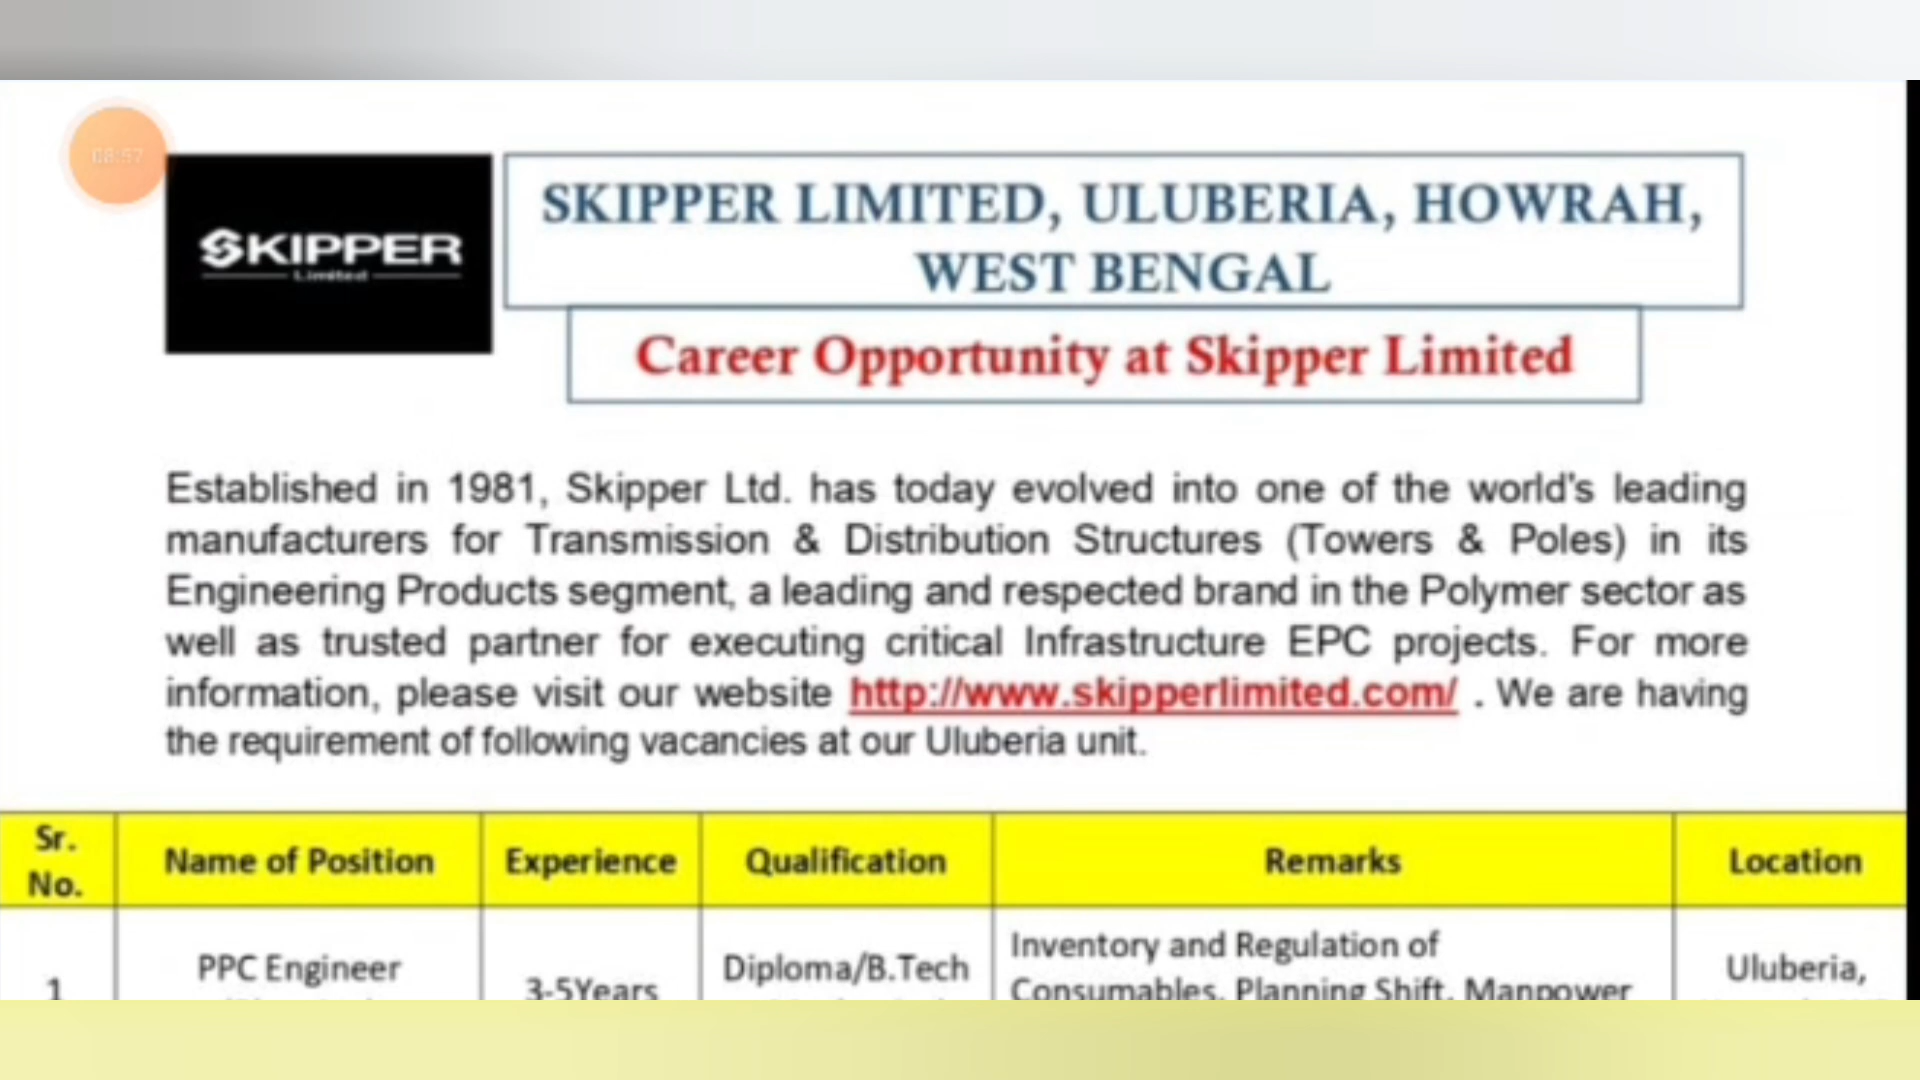 08:57
SKIPPER
Limited
SKIPPER LIMITED, ULUBERIA, HOWRAH,
WEST BENGAL
Career Opportunity at Skipper Limited
Established in 1981, Skipper Ltd. has today evolved into one of the world's leading
manufacturers for Transmission & Distribution Structures (Towers & Poles) in its
Engineering Products segment, a leading and respected brand in the Polymer sector as
well as trusted partner for executing critical Infrastructure EPC projects. For more
information, please visit our website http://www.skipperlimited.com/ . We are having
the requirement of following vacancies at our Uluberia unit.
Sr. No. Name of Position Experience Qualification Remarks Location
1 PPC Engineer 3-5Years Diploma/B.Tech Inventory and Regulation of Uluberia,
Consumables, Planning Shift, Manpower